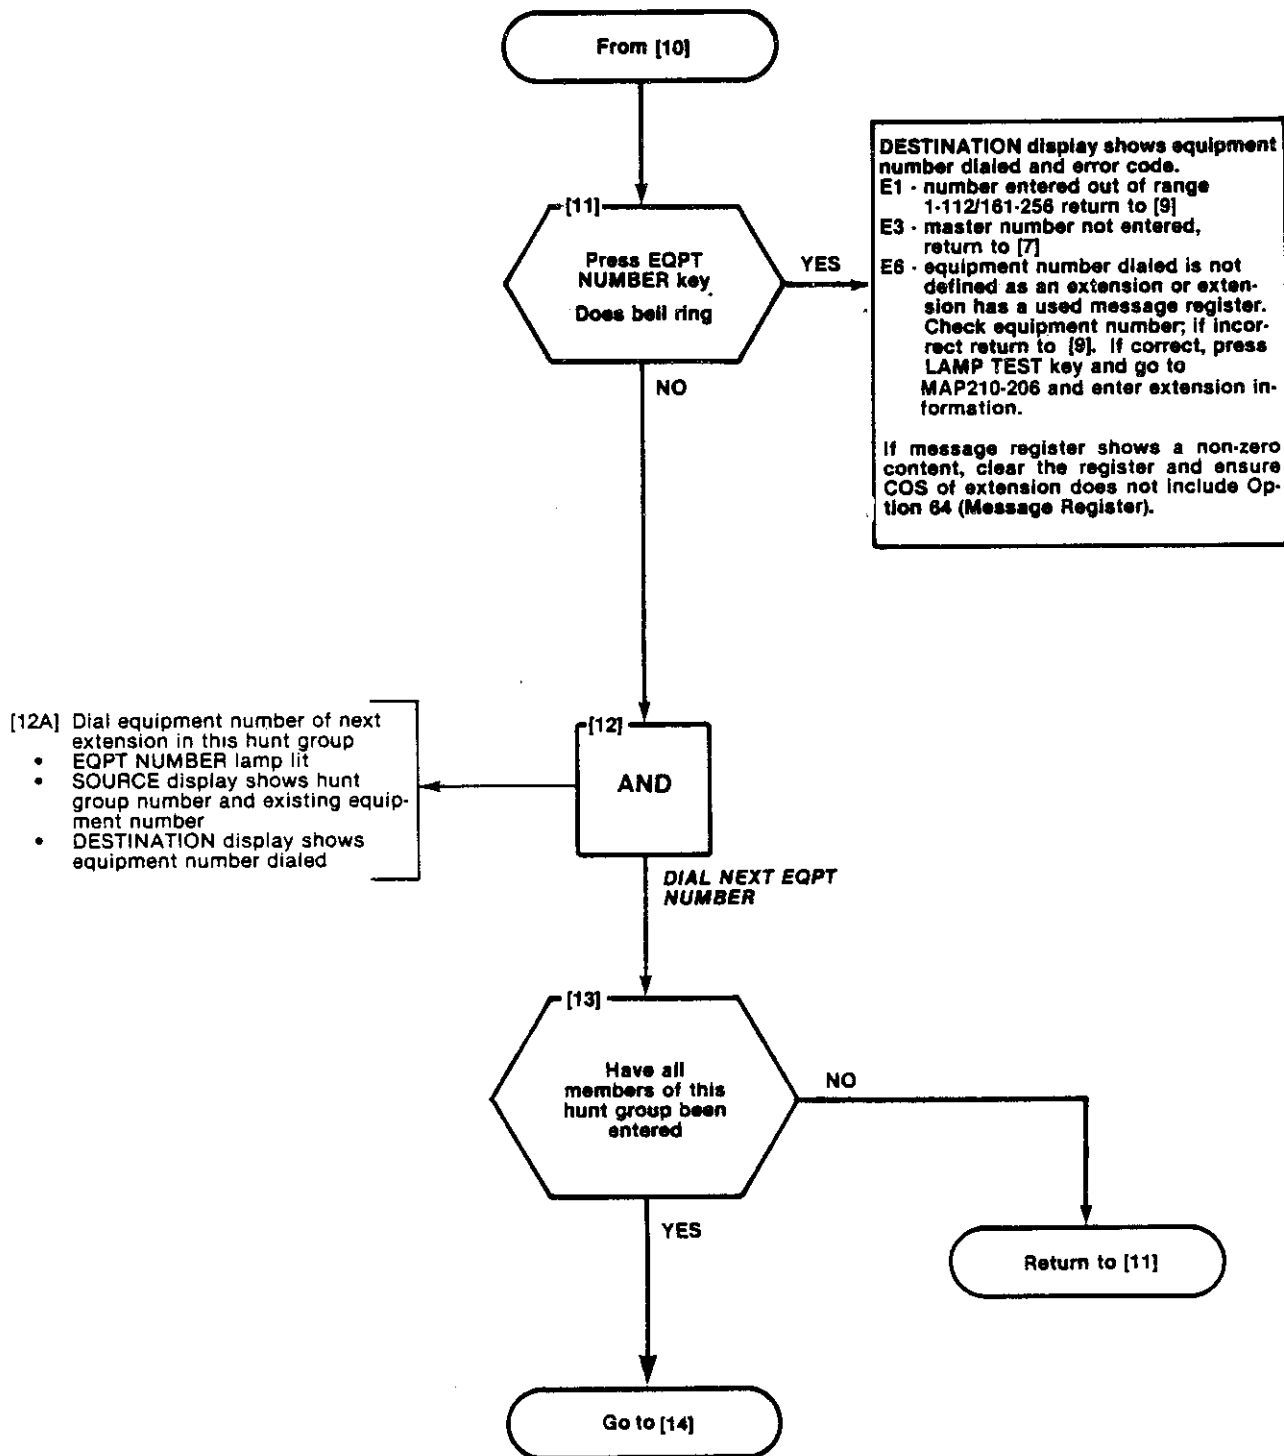 From [10]
[11]
Press EQPT
NUMBER key
Does bell ring
YES
NO
DESTINATION display shows equipment
number dialed and error code.
E1 - number entered out of range
1-112/161-256 return to [9]
E3 - master number not entered,
return to [7]
E6 - equipment number dialed is not
defined as an extension or exten-
sion has a used message register.
Check equipment number; if incor-
rect return to [9]. If correct, press
LAMP TEST key and go to
MAP210-206 and enter extension in-
formation.
If message register shows a non-zero
content, clear the register and ensure
COS of extension does not include Op-
tion 64 (Message Register).
[12A] Dial equipment number of next
extension in this hunt group
• EQPT NUMBER lamp lit
• SOURCE display shows hunt
group number and existing equip-
ment number
• DESTINATION display shows
equipment number dialed
[12]
AND
DIAL NEXT EQPT
NUMBER
[13]
Have all
members of this
hunt group been
entered
NO
YES
Return to [11]
Go to [14]